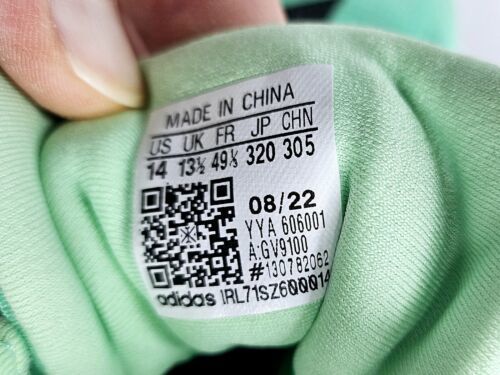 MADE IN CHINA
US UK FR JP CHN
14 13½ 49⅓ 320 305
08/22
YYA 606001
A:GV9100
#130782062
adidas IRL71SZ600014